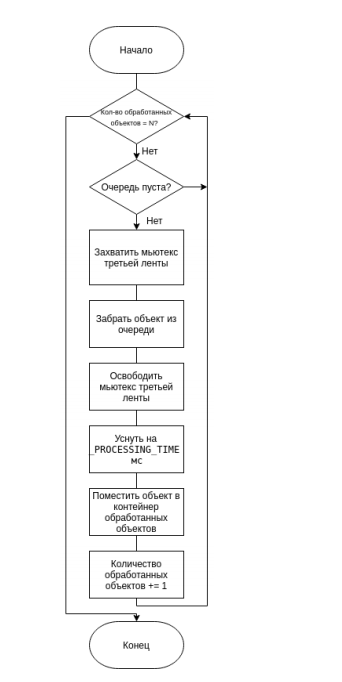 Начало
Кол-во обработанных
объектов = N?
Нет
Очередь пуста?
Нет
Захватить мьютекс
третьей ленты
Забрать объект из
очереди
Освободить
мьютекс третьей
ленты
Уснуть на
_PROCESSING_TIME
мс
Поместить объект в
контейнер
обработанных
объектов
Количество
обработанных
объектов += 1
Конец